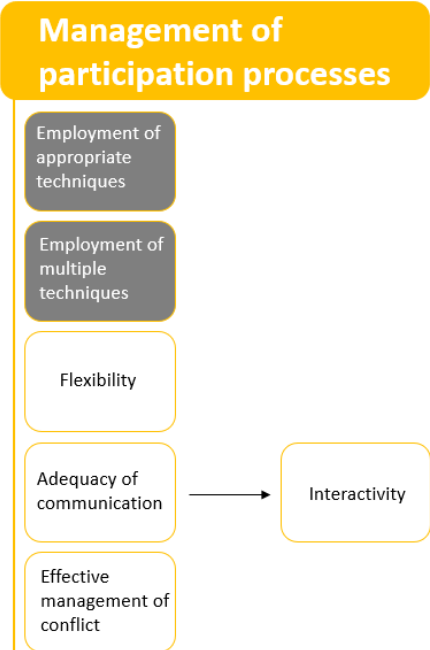 Management of
participation processes
Employment of
appropriate
techniques
Employment of
multiple
techniques
Flexibility
Adequacy of
communication
Interactivity
Effective
management of
conflict